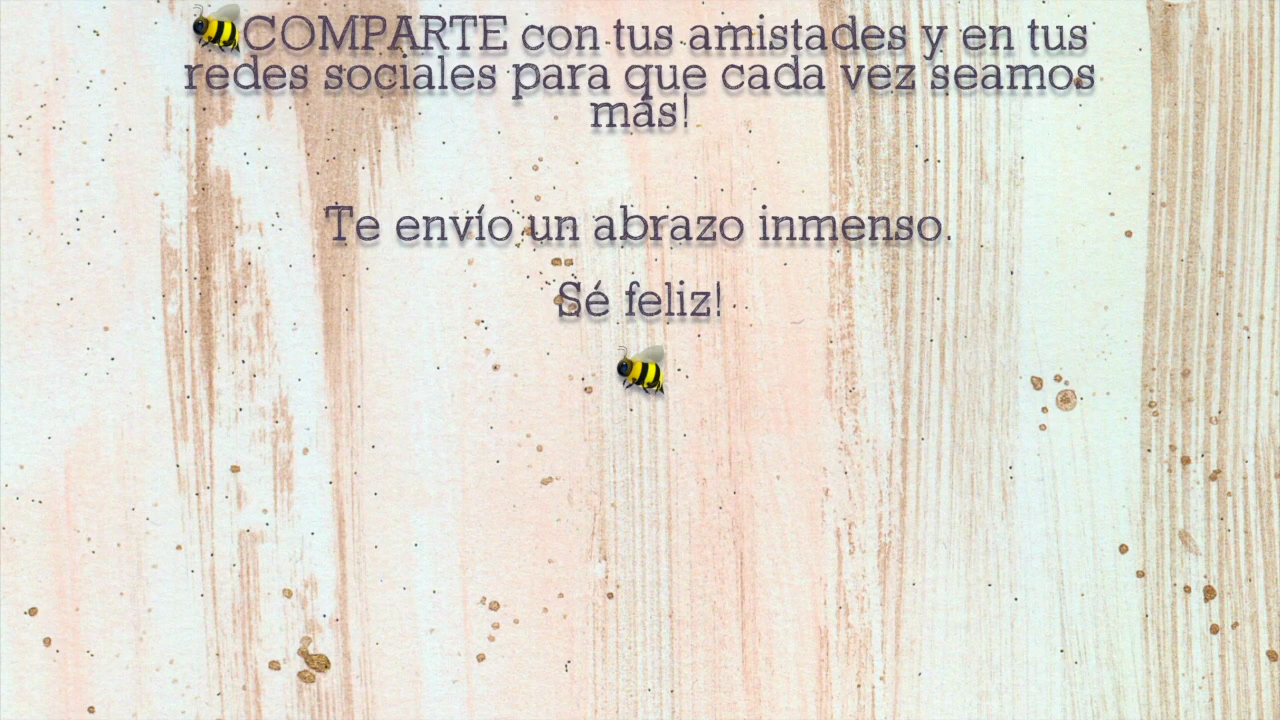 🐝COMPARTE con tus amistades y en tus
redes sociales para que cada vez seamos
más!
Te envío un abrazo inmenso.
Sé feliz!
🐝